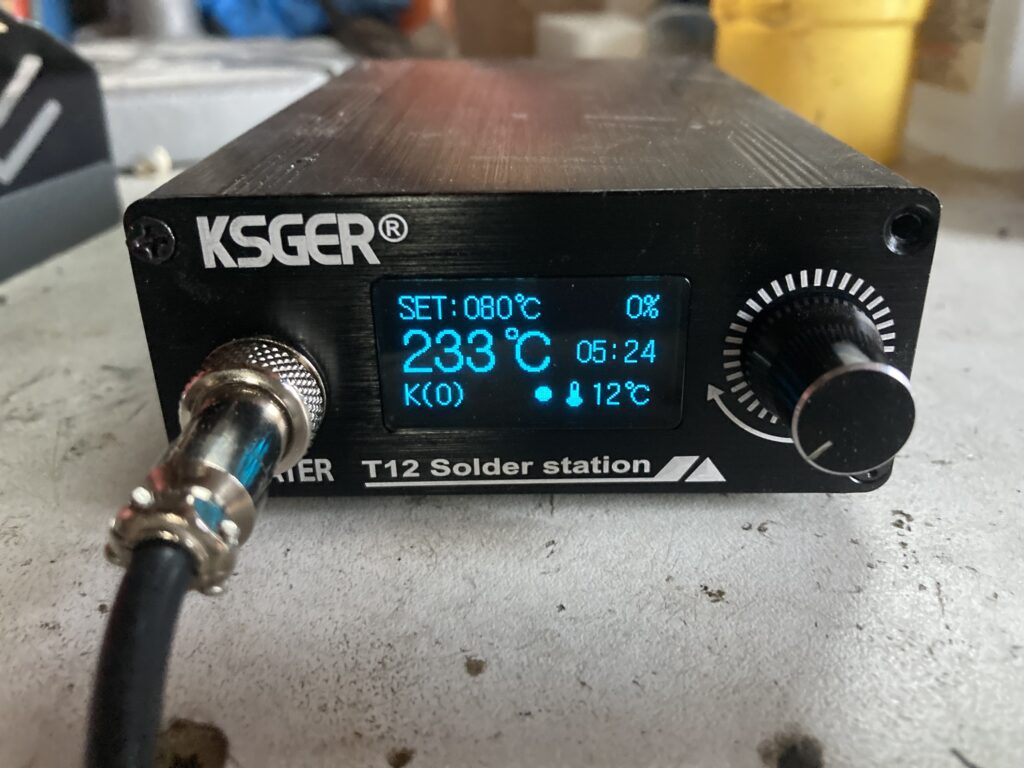 KSGER®
SET:080℃ 0%
233℃ 05:24
K(0) 12℃
T12 Solder station